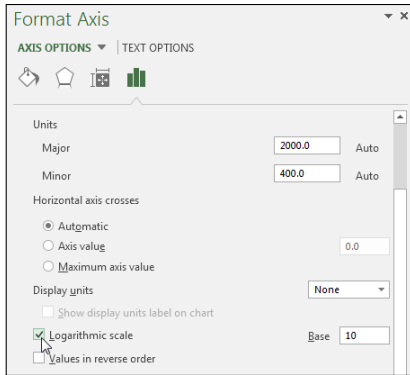 Format Axis
AXIS OPTIONS TEXT OPTIONS
Units
Major 2000.0 Auto
Minor 400.0 Auto
Horizontal axis crosses
Automatic
Axis value 0.0
Maximum axis value
Display units None
Show display units label on chart
Logarithmic scale Base 10
Values in reverse order